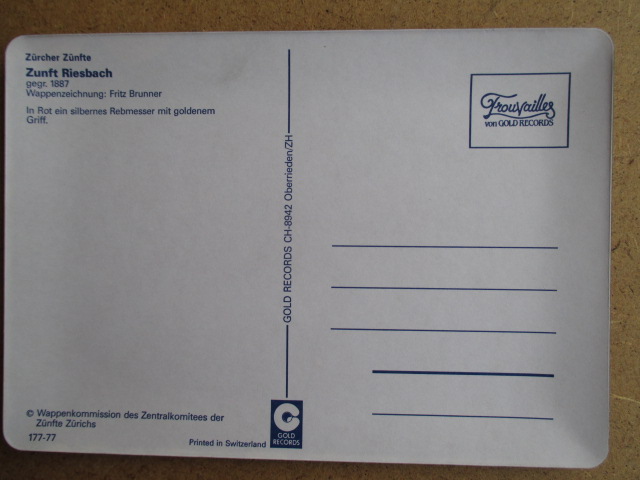 Zürcher Zünfte
Zunft Riesbach
gegr. 1887
Wappenzeichnung: Fritz Brunner
In Rot ein silbernes Rebmesser mit goldenem
Griff.
© Wappenkommission des Zentralkomitees der
Zünfte Zürichs
177-77
Printed in Switzerland
GOLD RECORDS CH-8942 Oberrieden/ZH
GOLD
RECORDS
Trouvailles
von GOLD RECORDS